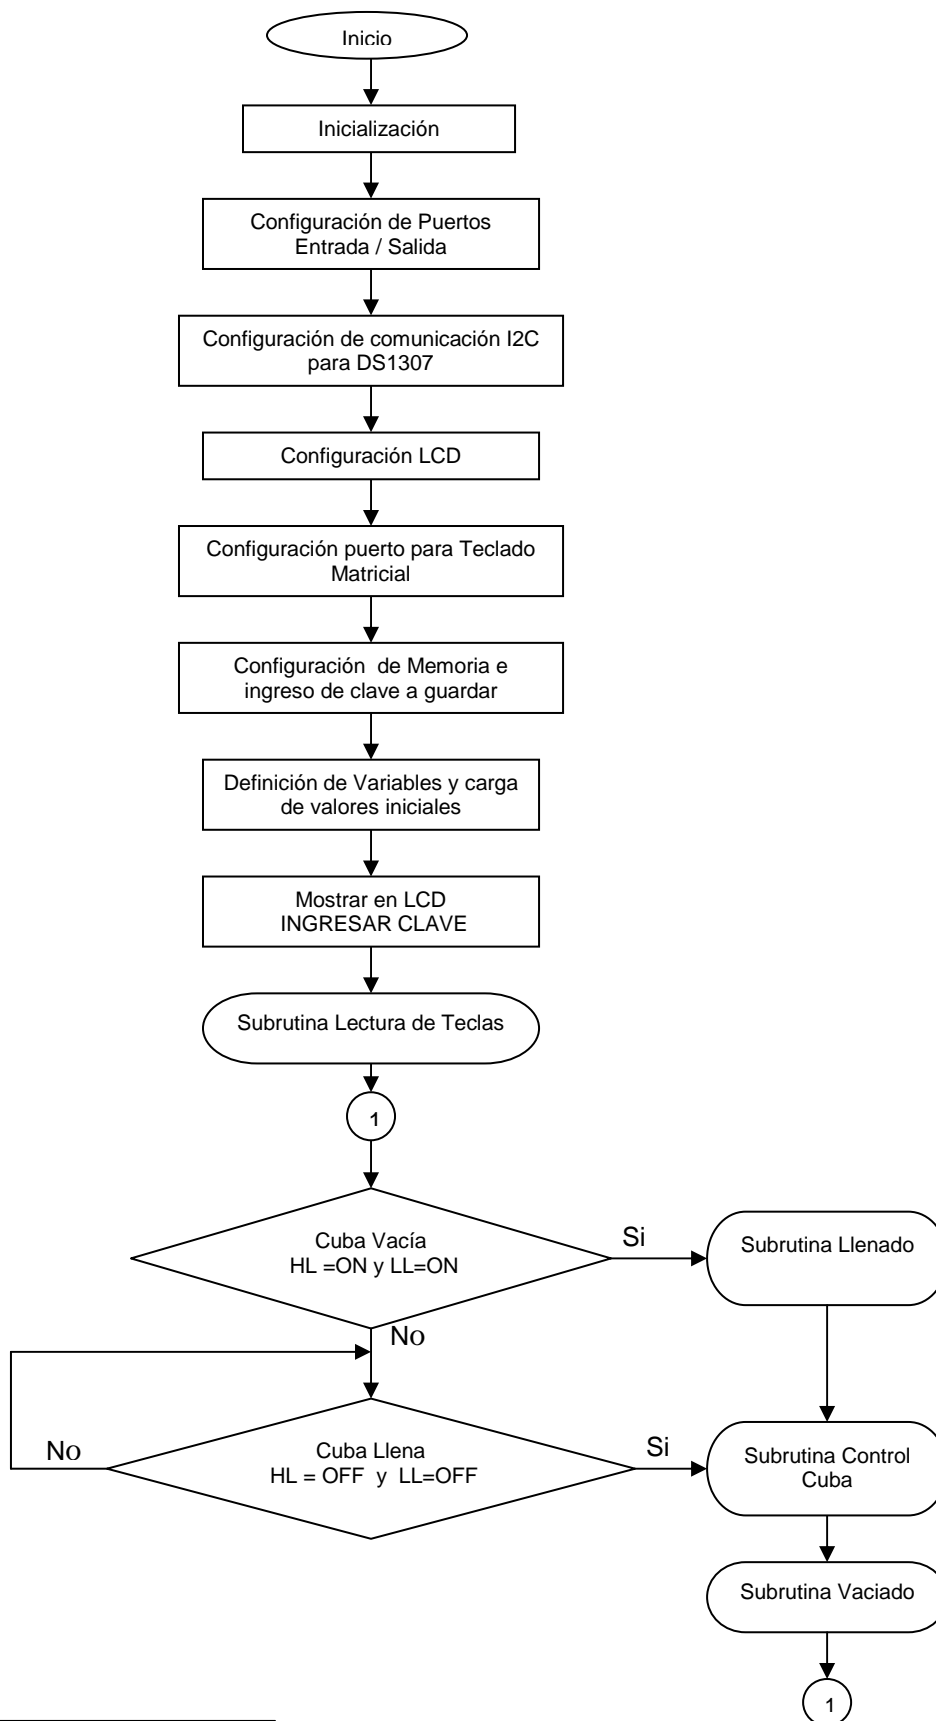 Inicio
Inicialización
Configuración de Puertos
Entrada / Salida
Configuración de comunicación I2C
para DS1307
Configuración LCD
Configuración puerto para Teclado
Matricial
Configuración de Memoria e
ingreso de clave a guardar
Definición de Variables y carga
de valores iniciales
Mostrar en LCD
INGRESAR CLAVE
Subrutina Lectura de Teclas
1
Cuba Vacía
HL =ON y LL=ON
Si
Subrutina Llenado
No
Cuba Llena
HL = OFF y LL=OFF
No
Si
Subrutina Control
Cuba
Subrutina Vaciado
1